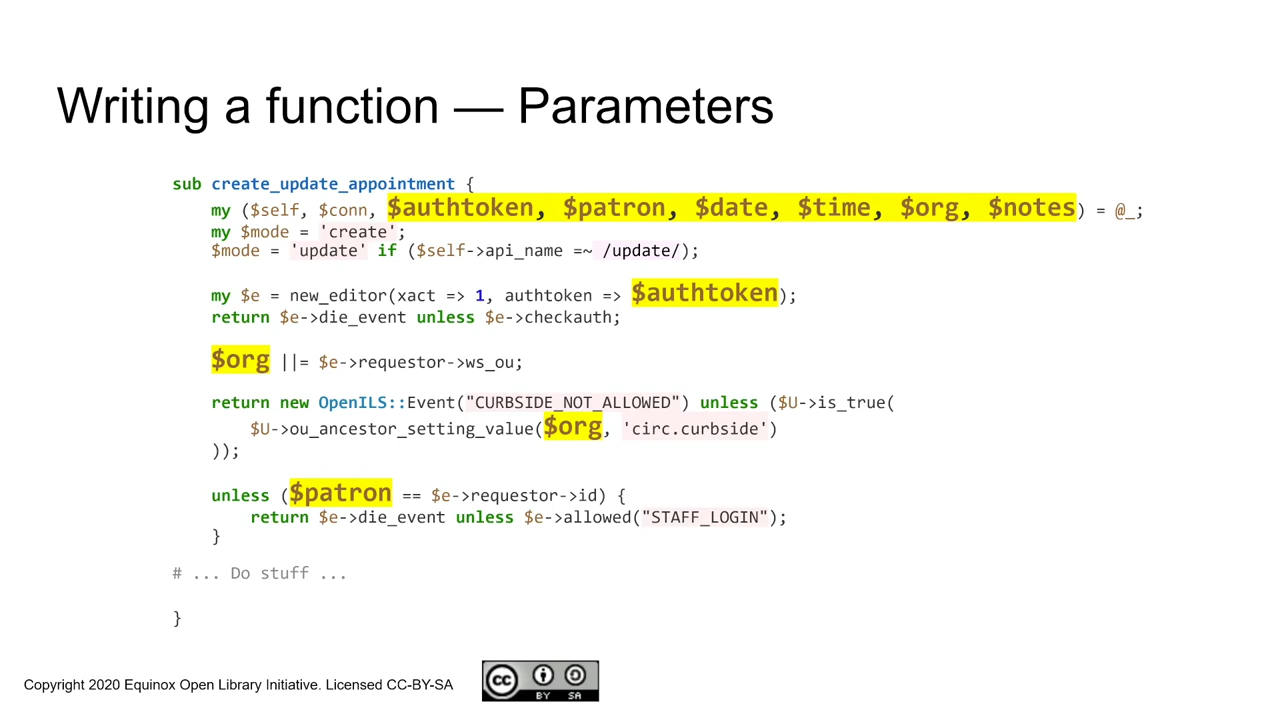 Writing a function — Parameters
sub create_update_appointment {
my ($self, $conn, $authtoken, $patron, $date, $time, $org, $notes) = @_;
my $mode = 'create';
$mode = 'update' if ($self->api_name =~ /update/);
my $e = new_editor(xact => 1, authtoken => $authtoken);
return $e->die_event unless $e->checkauth;
$org ||= $e->requestor->ws_ou;
return new OpenILS::Event("CURBSIDE_NOT_ALLOWED") unless ($U->is_true(
$U->ou_ancestor_setting_value($org, 'circ.curbside')
));
unless ($patron == $e->requestor->id) {
return $e->die_event unless $e->allowed("STAFF_LOGIN");
}
# ... Do stuff ...
}
Copyright 2020 Equinox Open Library Initiative. Licensed CC-BY-SA
cc BY SA